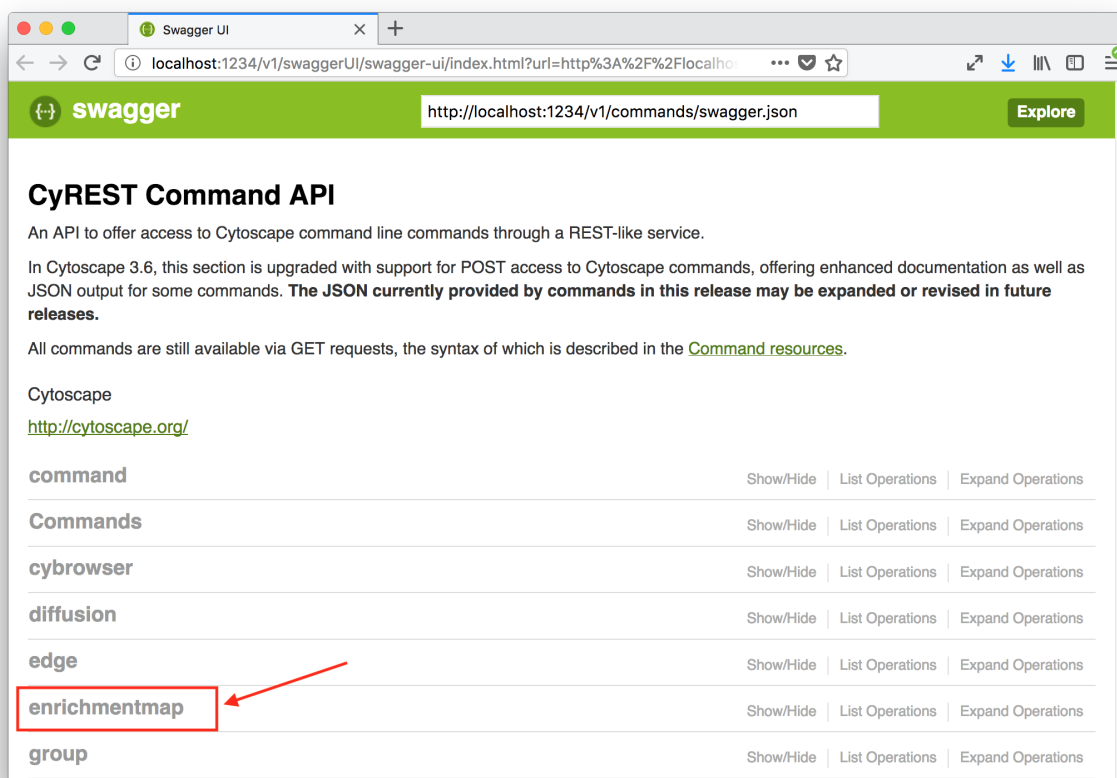 Swagger UI
localhost:1234/v1/swaggerUI/swagger-ui/index.html?url=http%3A%2F%2Flocalhos
swagger
http://localhost:1234/v1/commands/swagger.json
Explore
CyREST Command API
An API to offer access to Cytoscape command line commands through a REST-like service.
In Cytoscape 3.6, this section is upgraded with support for POST access to Cytoscape commands, offering enhanced documentation as well as
JSON output for some commands. The JSON currently provided by commands in this release may be expanded or revised in future
releases.
All commands are still available via GET requests, the syntax of which is described in the Command resources.
Cytoscape
http://cytoscape.org/
command Show/Hide List Operations Expand Operations
Commands Show/Hide List Operations Expand Operations
cybrowser Show/Hide List Operations Expand Operations
diffusion Show/Hide List Operations Expand Operations
edge Show/Hide List Operations Expand Operations
enrichmentmap Show/Hide List Operations Expand Operations
group Show/Hide List Operations Expand Operations